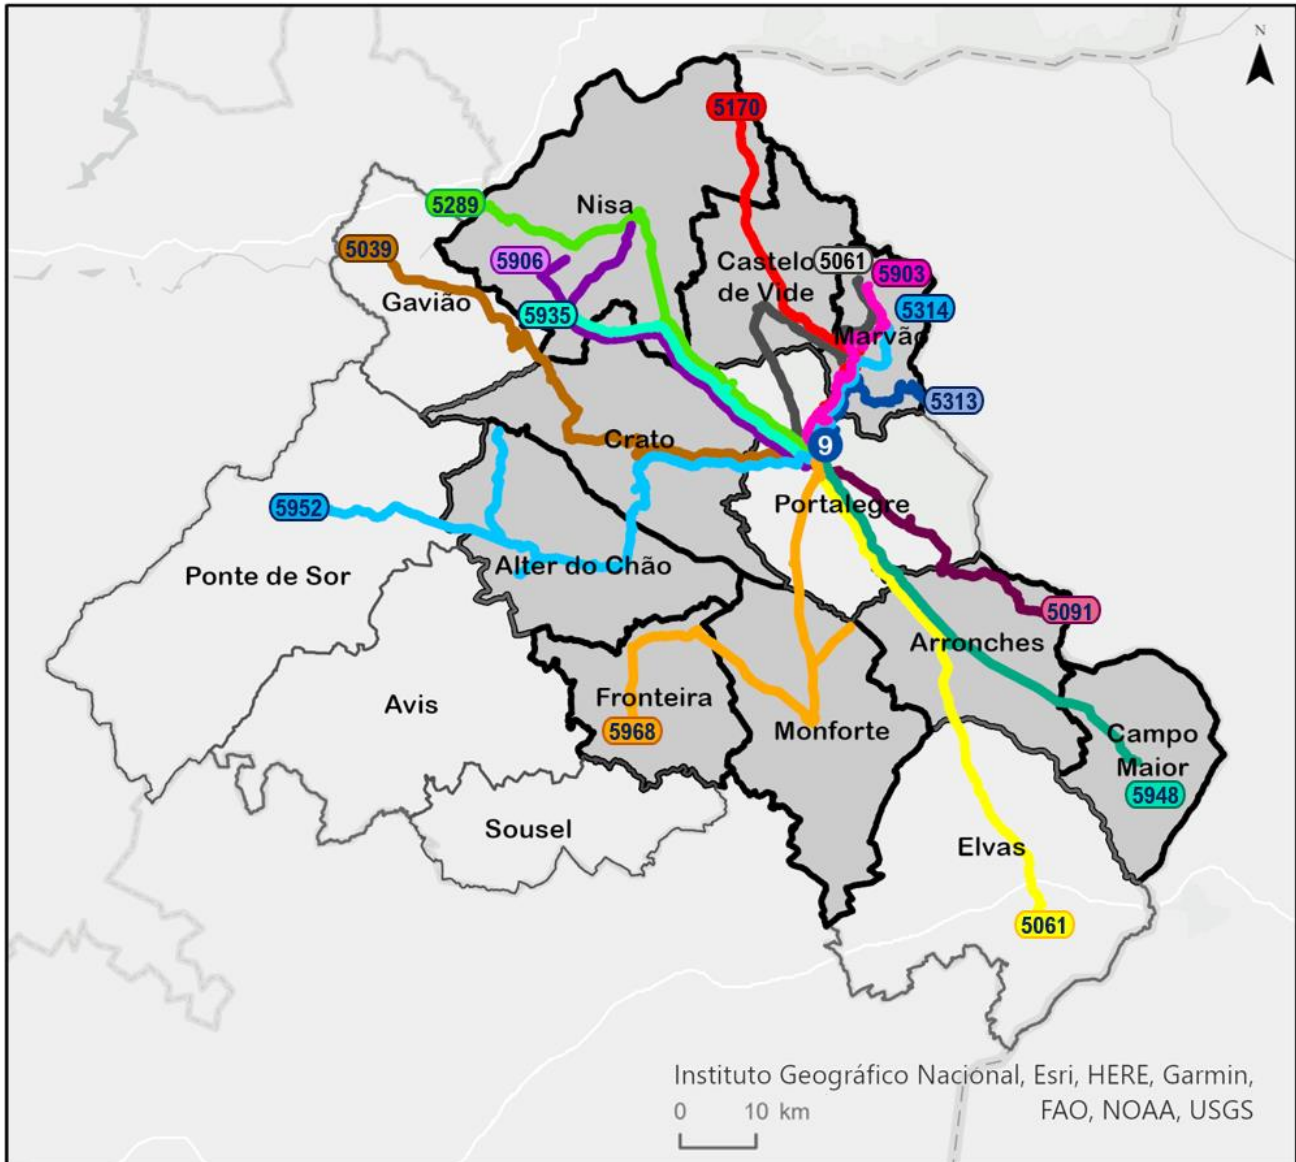 N
5170
5289
Nisa
5039
5906
Castelo
de Vide
5061
5903
Gavião
5935
5314
Marvão
5313
Crato
9
5952
Portalegre
Ponte de Sor
Alter do Chão
5091
Arronches
Avis
Fronteira
5968
Monforte
Campo
Maior
5948
Sousel
Elvas
5061
Instituto Geográfico Nacional, Esri, HERE, Garmin,
FAO, NOAA, USGS
0 10 km